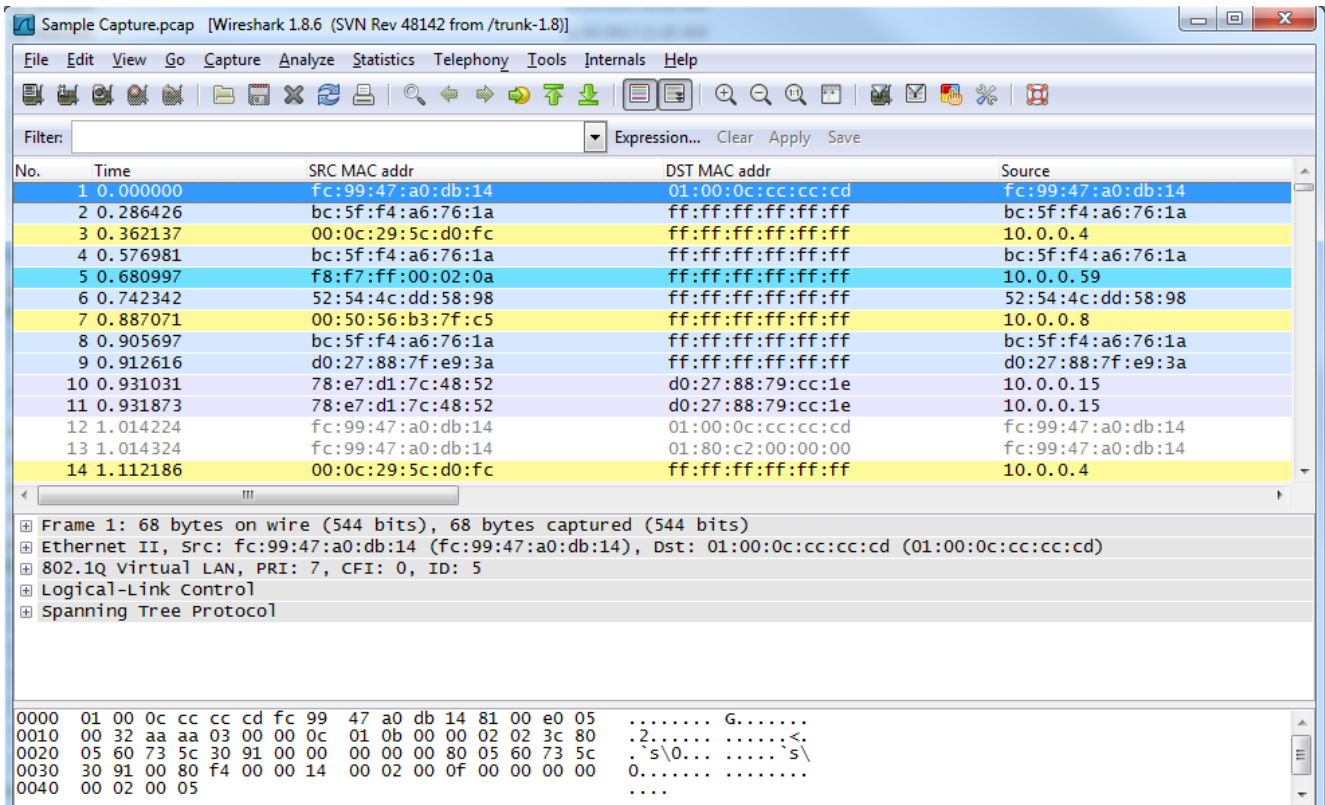 Sample Capture.pcap [Wireshark 1.8.6 (SVN Rev 48142 from /trunk-1.8)]
File Edit View Go Capture Analyze Statistics Telephony Tools Internals Help
Filter: Expression... Clear Apply Save
No. Time SRC MAC addr DST MAC addr Source
1 0.000000 fc:99:47:a0:db:14 01:00:0c:cc:cc:cd fc:99:47:a0:db:14
2 0.286426 bc:5f:f4:a6:76:1a ff:ff:ff:ff:ff:ff bc:5f:f4:a6:76:1a
3 0.362137 00:0c:29:5c:d0:fc ff:ff:ff:ff:ff:ff 10.0.0.4
4 0.576981 bc:5f:f4:a6:76:1a ff:ff:ff:ff:ff:ff bc:5f:f4:a6:76:1a
5 0.680997 f8:f7:ff:00:02:0a ff:ff:ff:ff:ff:ff 10.0.0.59
6 0.742342 52:54:4c:dd:58:98 ff:ff:ff:ff:ff:ff 52:54:4c:dd:58:98
7 0.887071 00:50:56:b3:7f:c5 ff:ff:ff:ff:ff:ff 10.0.0.8
8 0.905697 bc:5f:f4:a6:76:1a ff:ff:ff:ff:ff:ff bc:5f:f4:a6:76:1a
9 0.912616 d0:27:88:7f:e9:3a ff:ff:ff:ff:ff:ff d0:27:88:7f:e9:3a
10 0.931031 78:e7:d1:7c:48:52 d0:27:88:79:cc:1e 10.0.0.15
11 0.931873 78:e7:d1:7c:48:52 d0:27:88:79:cc:1e 10.0.0.15
12 1.014224 fc:99:47:a0:db:14 01:00:0c:cc:cc:cd fc:99:47:a0:db:14
13 1.014324 fc:99:47:a0:db:14 01:80:c2:00:00:00 fc:99:47:a0:db:14
14 1.112186 00:0c:29:5c:d0:fc ff:ff:ff:ff:ff:ff 10.0.0.4
Frame 1: 68 bytes on wire (544 bits), 68 bytes captured (544 bits)
Ethernet II, Src: fc:99:47:a0:db:14 (fc:99:47:a0:db:14), Dst: 01:00:0c:cc:cc:cd (01:00:0c:cc:cc:cd)
802.1Q Virtual LAN, PRI: 7, CFI: 0, ID: 5
Logical-Link Control
Spanning Tree Protocol
0000 01 00 0c cc cc cd fc 99 47 a0 db 14 81 00 e0 05 ........ G.......
0010 00 32 aa aa 03 00 00 0c 01 0b 00 00 02 02 3c 80 .2...... ......<.
0020 05 60 73 5c 30 91 00 00 00 00 00 80 05 60 73 5c .`s\0... .....`s\
0030 30 91 00 80 f4 00 00 14 00 02 00 0f 00 00 00 00 0....... ........
0040 00 02 00 05 ....